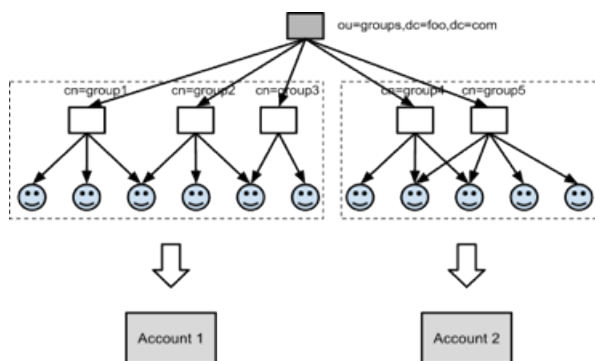 ou=groups,dc=foo,dc=com
cn=group1
cn=group2
cn=group3
cn=group4
cn=group5
Account 1
Account 2